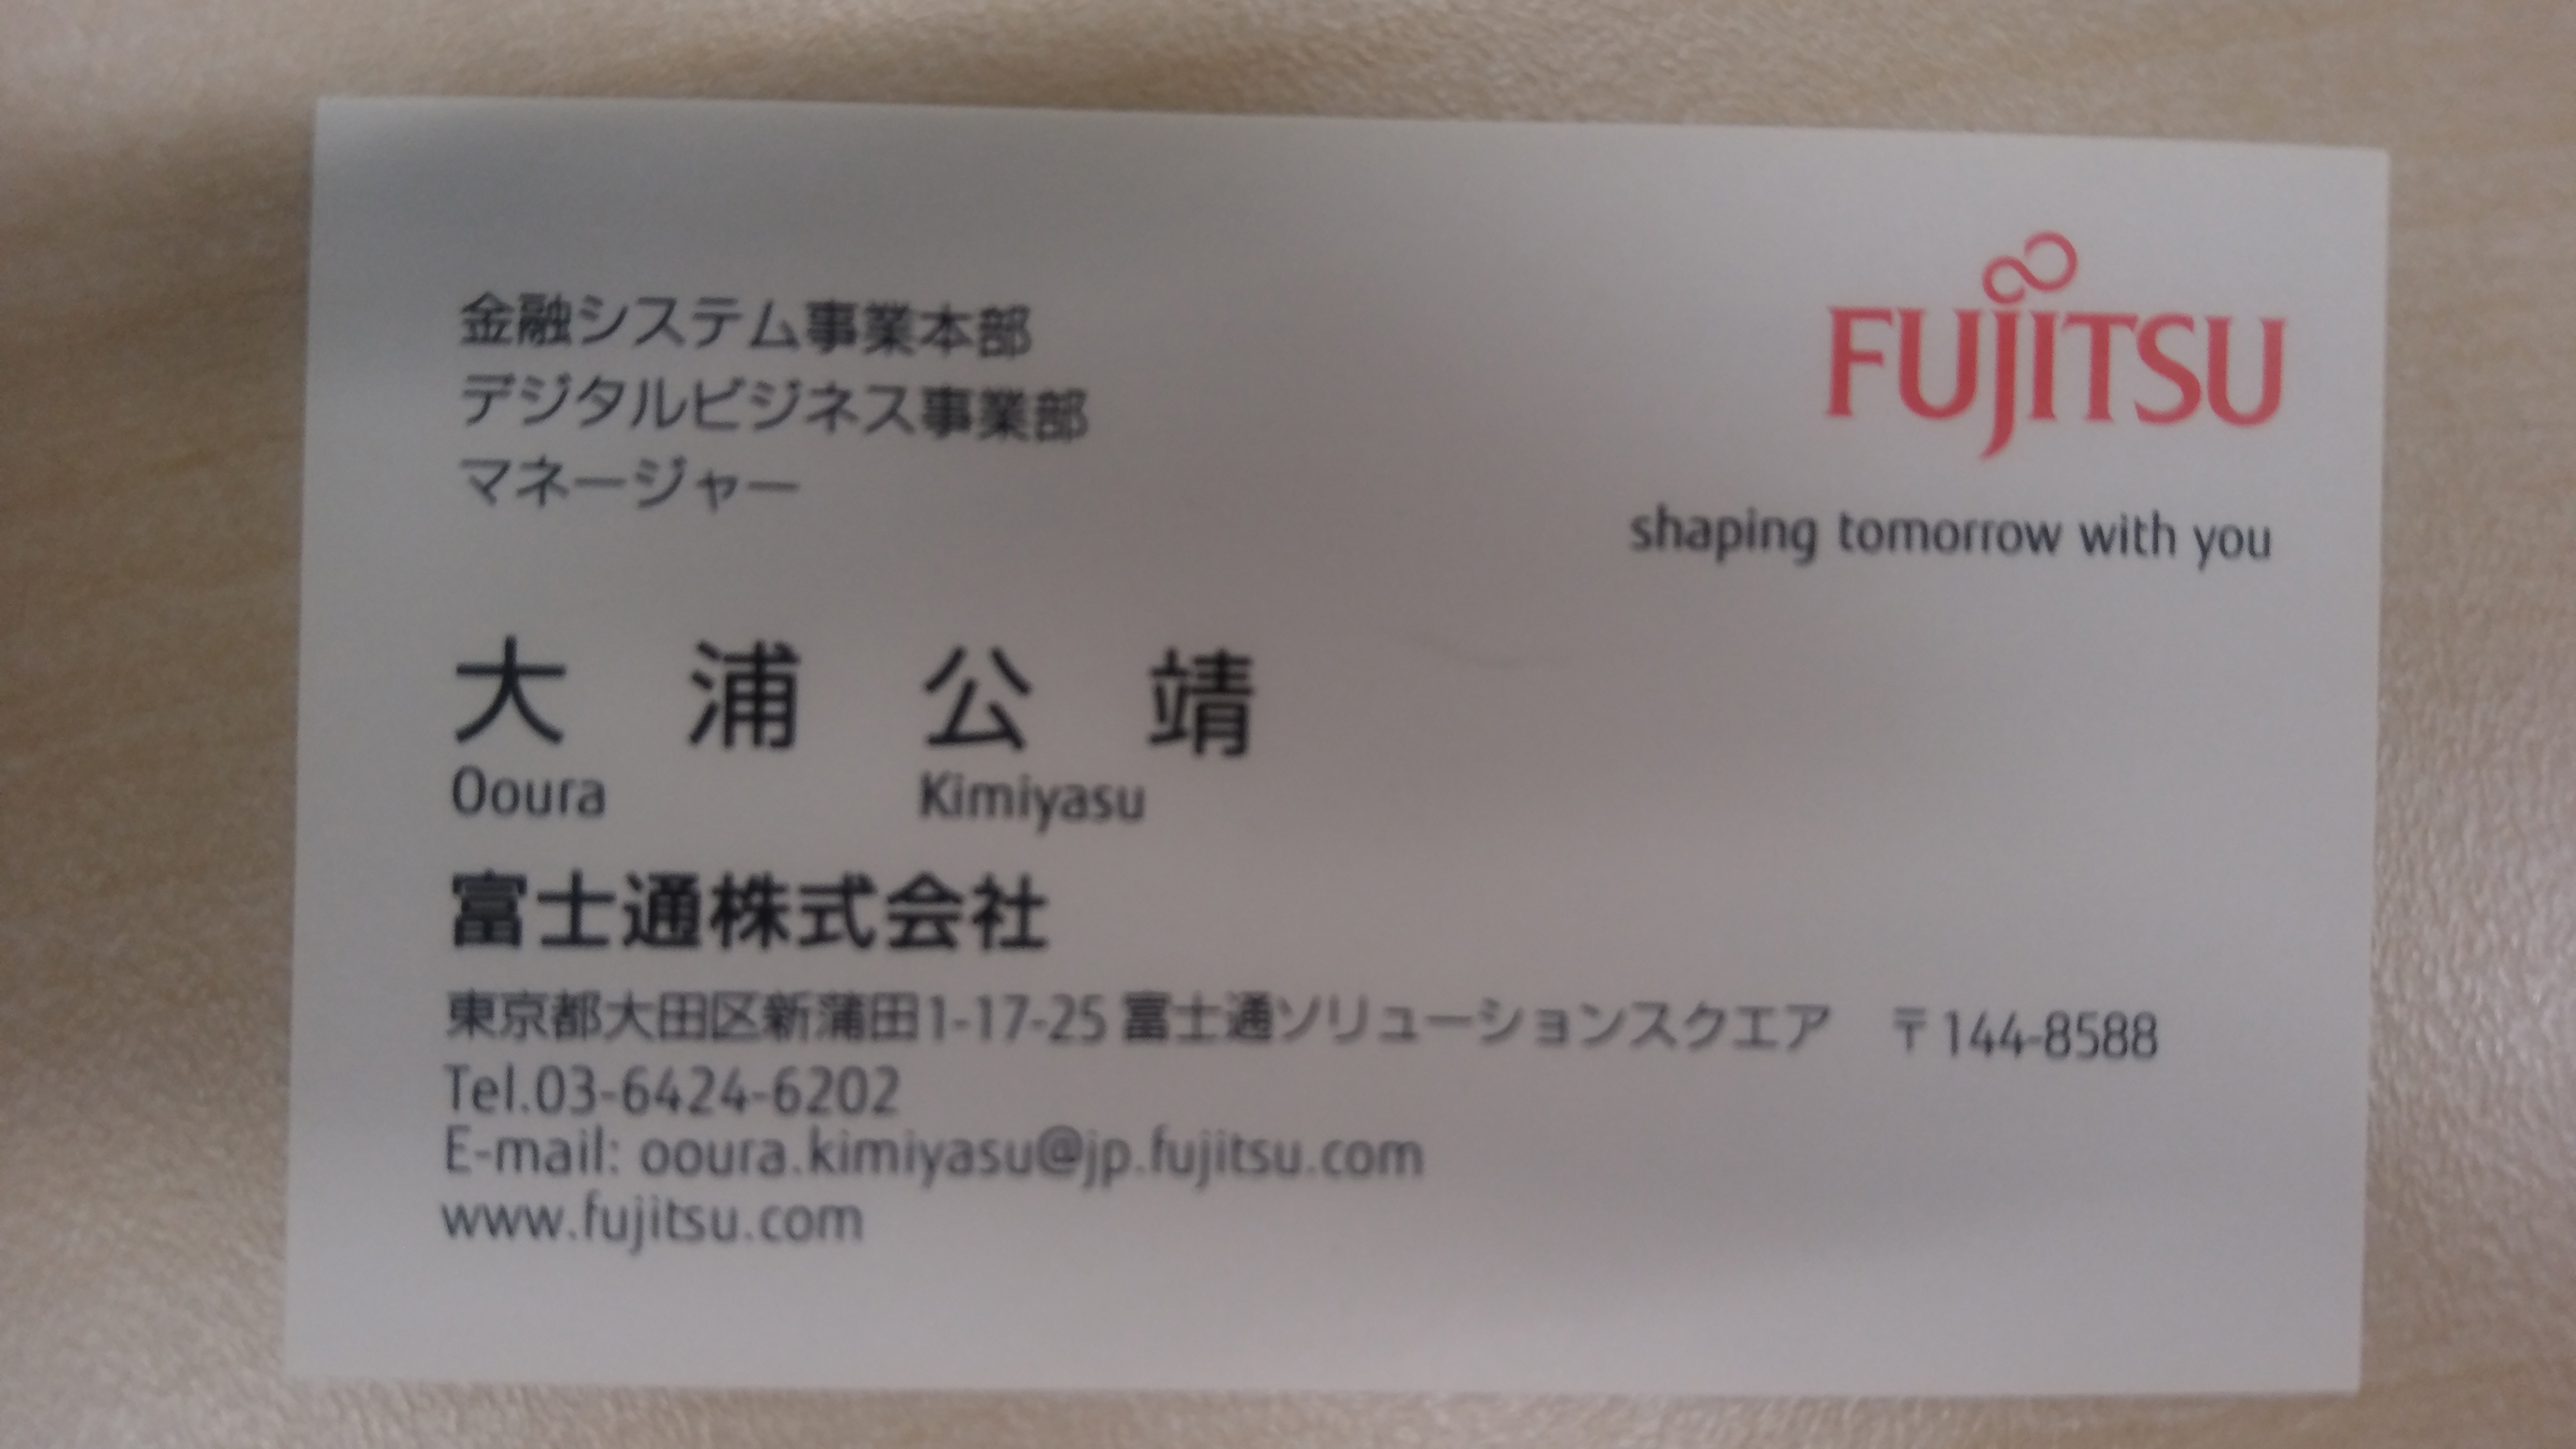 金融システム事業本部
デジタルビジネス事業部
マネージャー
FUJITSU
shaping tomorrow with you
大 浦 公 靖
Ooura Kimiyasu
富士通株式会社
東京都大田区新蒲田1-17-25 富士通ソリューションスクエア 〒144-8588
Tel.03-6424-6202
E-mail: ooura.kimiyasu@jp.fujitsu.com
www.fujitsu.com